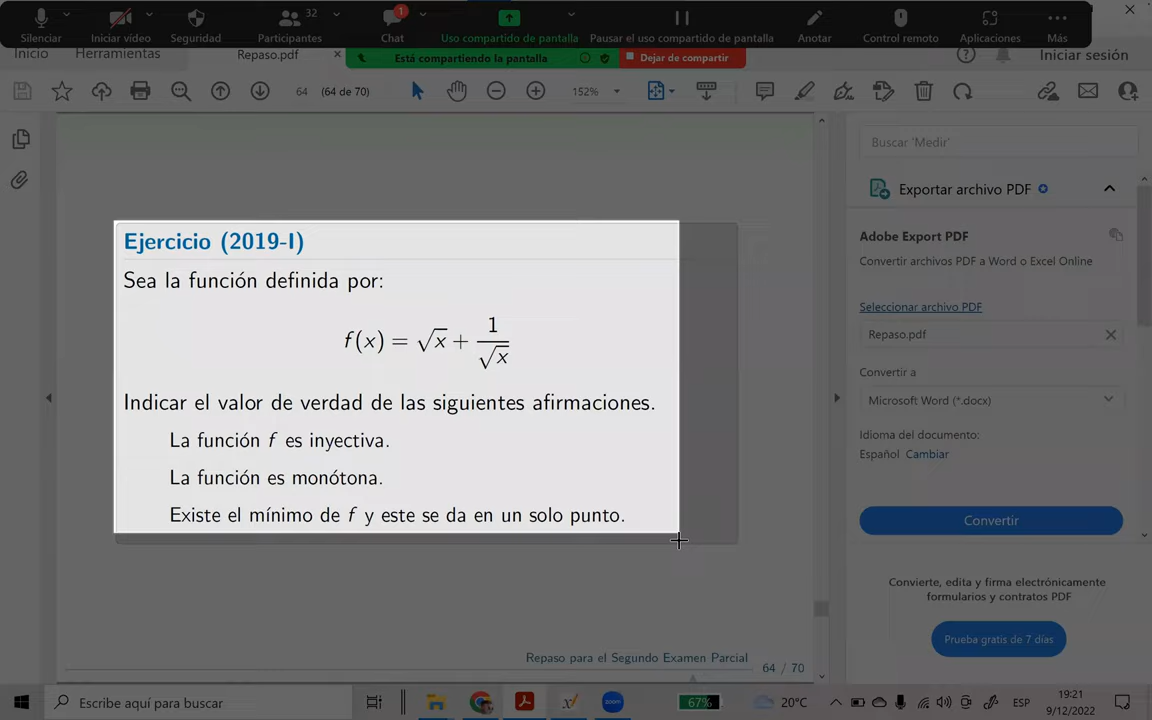 Silenciar
Iniciar video
Seguridad
32
Participantes
1
Chat
Uso compartido de pantalla
Pausar el uso compartido de pantalla
Anotar
Control remoto
Aplicaciones
Más
Inicio
Herramientas
Repaso.pdf
Está compartiendo la pantalla
Dejar de compartir
Iniciar sesión
64
(64 de 70)
152%
Buscar 'Medir'
Exportar archivo PDF
Adobe Export PDF
Convertir archivos PDF a Word o Excel Online
Seleccionar archivo PDF
Repaso.pdf
Convertir a
Microsoft Word (*.docx)
Idioma del documento:
Español Cambiar
Convertir
Convierte, edita y firma electrónicamente
formularios y contratos PDF
Prueba gratis de 7 días
Ejercicio (2019-I)
Sea la función definida por:
f(x) = √x + 1/√x
Indicar el valor de verdad de las siguientes afirmaciones.
La función f es inyectiva.
La función es monótona.
Existe el mínimo de f y este se da en un solo punto.
Repaso para el Segundo Examen Parcial
64 / 70
Escribe aquí para buscar
zoom
67%
20°C
ESP
19:21
9/12/2022